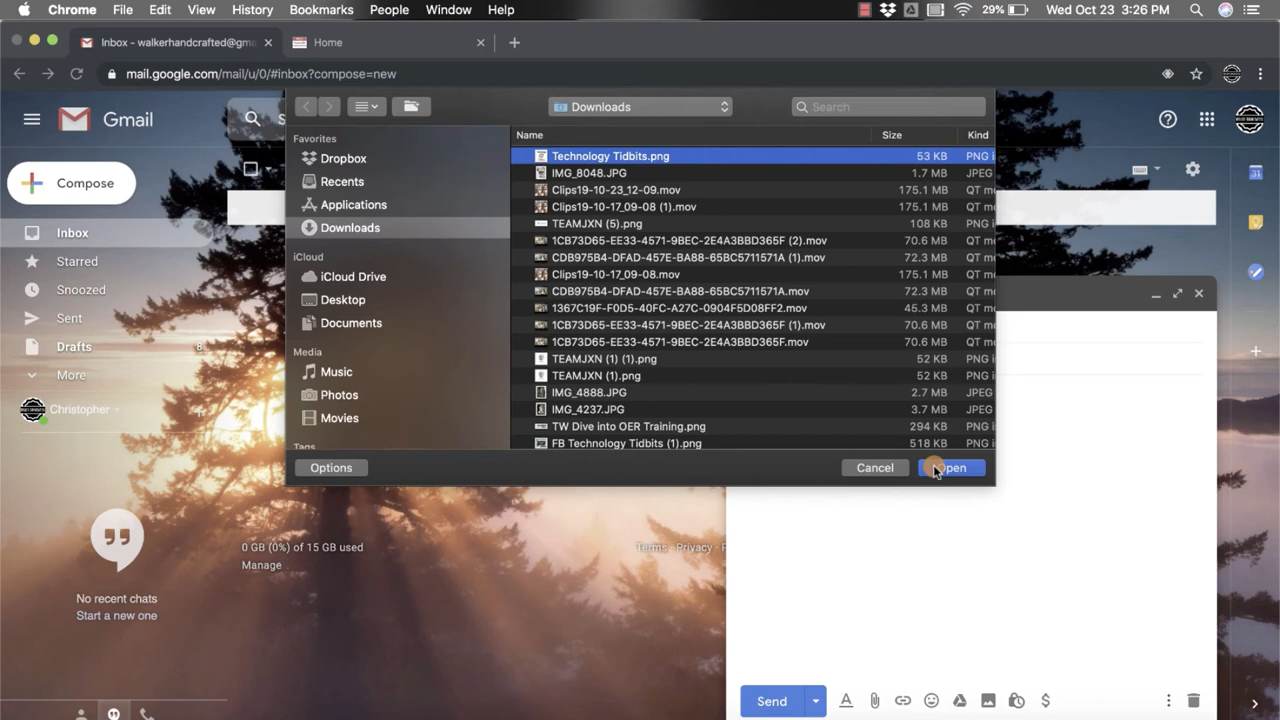 Chrome File Edit View History Bookmarks People Window Help 29% Wed Oct 23 3:26 PM
Inbox - walkerhandcrafted@gma Home
mail.google.com/mail/u/0/#inbox?compose=new
Gmail
Compose
Inbox
Starred
Snoozed
Sent
Drafts 8
More
Christopher
No recent chats
Start a new one
0 GB (0%) of 15 GB used
Manage
Terms · Privacy ·
Downloads Search
Favorites
Dropbox
Recents
Applications
Downloads
iCloud
iCloud Drive
Desktop
Documents
Media
Music
Photos
Movies
Tags
Name Size Kind
Technology Tidbits.png 53 KB PNG i
IMG_8048.JPG 1.7 MB JPEG
Clips19-10-23_12-09.mov 175.1 MB QT mo
Clips19-10-17_09-08 (1).mov 175.1 MB QT mo
TEAMJXN (5).png 108 KB PNG i
1CB73D65-EE33-4571-9BEC-2E4A3BBD365F (2).mov 70.6 MB QT mo
CDB975B4-DFAD-457E-BA88-65BC5711571A (1).mov 72.3 MB QT mo
Clips19-10-17_09-08.mov 175.1 MB QT mo
CDB975B4-DFAD-457E-BA88-65BC5711571A.mov 72.3 MB QT mo
1367C19F-F0D5-40FC-A27C-0904F5D08FF2.mov 45.3 MB QT mo
1CB73D65-EE33-4571-9BEC-2E4A3BBD365F (1).mov 70.6 MB QT mo
1CB73D65-EE33-4571-9BEC-2E4A3BBD365F.mov 70.6 MB QT mo
TEAMJXN (1) (1).png 52 KB PNG i
TEAMJXN (1).png 52 KB PNG i
IMG_4888.JPG 2.7 MB JPEG
IMG_4237.JPG 3.7 MB JPEG
TW Dive into OER Training.png 294 KB PNG i
FB Technology Tidbits (1).png 518 KB PNG i
Options Cancel Open
Send